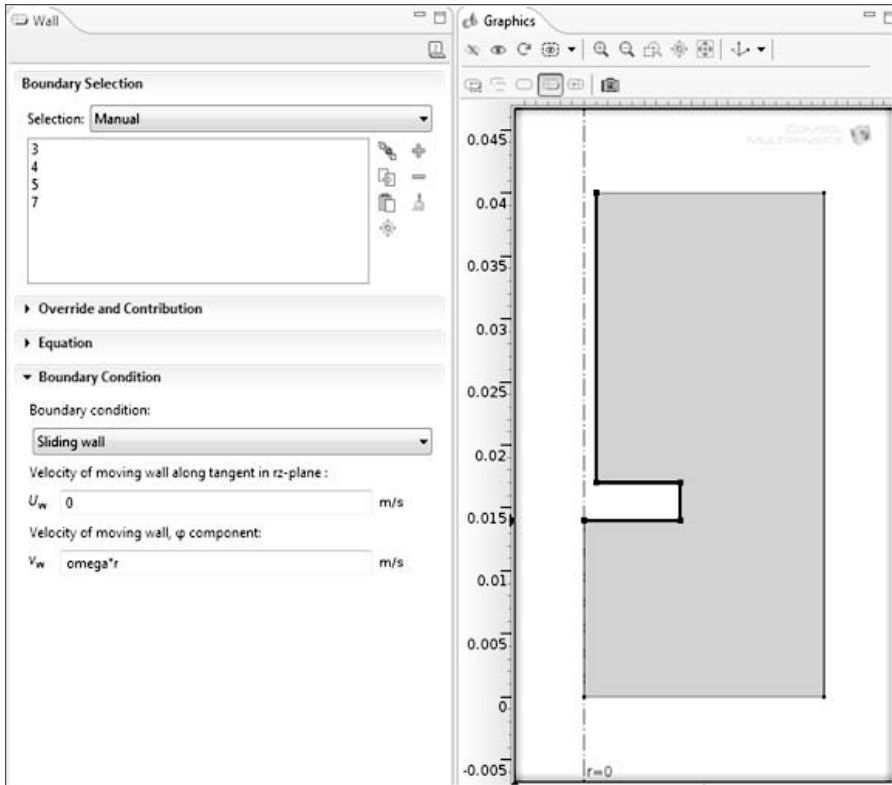 Wall
Boundary Selection
Selection: Manual
3
4
5
7
Override and Contribution
Equation
Boundary Condition
Boundary condition:
Sliding wall
Velocity of moving wall along tangent in rz-plane :
Uw 0 m/s
Velocity of moving wall, φ component:
vw omega*r m/s
Graphics
COMSOL
MULTIPHYSICS
0.045
0.04
0.035
0.03
0.025
0.02
0.015
0.01
0.005
0
-0.005
r=0